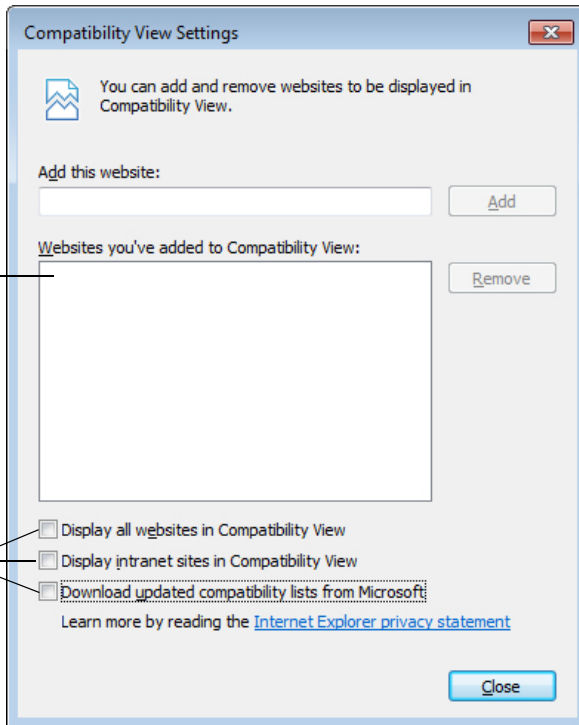 Compatibility View Settings
You can add and remove websites to be displayed in
Compatibility View.
Add this website:
Add
Websites you've added to Compatibility View:
Remove
Display all websites in Compatibility View
Display intranet sites in Compatibility View
Download updated compatibility lists from Microsoft
Learn more by reading the Internet Explorer privacy statement
Close